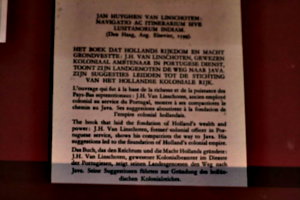 JAN HUYGHEN VAN LINSCHOTEN:
NAVIGATIO AC ITINERARIUM SIVE
LUSITANORUM INDIAM.
(Den Haag, Alg. Elsevier, 1599)
HET BOEK DAT HOLLANDS RIJKDOM EN MACHT
GRONDVESTTE: J.H. VAN LINSCHOTEN, GEWEZEN
KOLONIAAL AMBTENAAR IN PORTUGESE DIENST,
TOONT ZIJN LANDGENOTEN DE WEG NAAR JAVA.
ZIJN SUGGESTIES LEIDDEN TOT DE STICHTING
VAN HET HOLLANDSE KOLONIALE RIJK.
L'ouvrage qui fut à la base de la richesse et de la puissance des
Pays-Bas septentrionaux: J.H. Van Linschoten, ancien employé
colonial au service du Portugal, montre à ses compatriotes le
chemin au Java. Ses suggestions aboutirent à la fondation de
l'empire colonial hollandais.
The book that laid the foundation of Holland's wealth and
power: J.H. Van Linschoten, former colonial officer in Portu-
guese service, shows his compatriots the way to Java. His
suggestions led to the foundation of Holland's colonial empire.
Das Buch, das den Reichtum und die Macht Hollands gründete:
J.H. Van Linschoten, gewesener Kolonialbeamter im Dienste
der Portugiesen, zeigt seinen Landsgenossen den Weg nach
Java. Seine Suggestionen führten zur Gründung des hollän-
dischen Kolonialreiches.